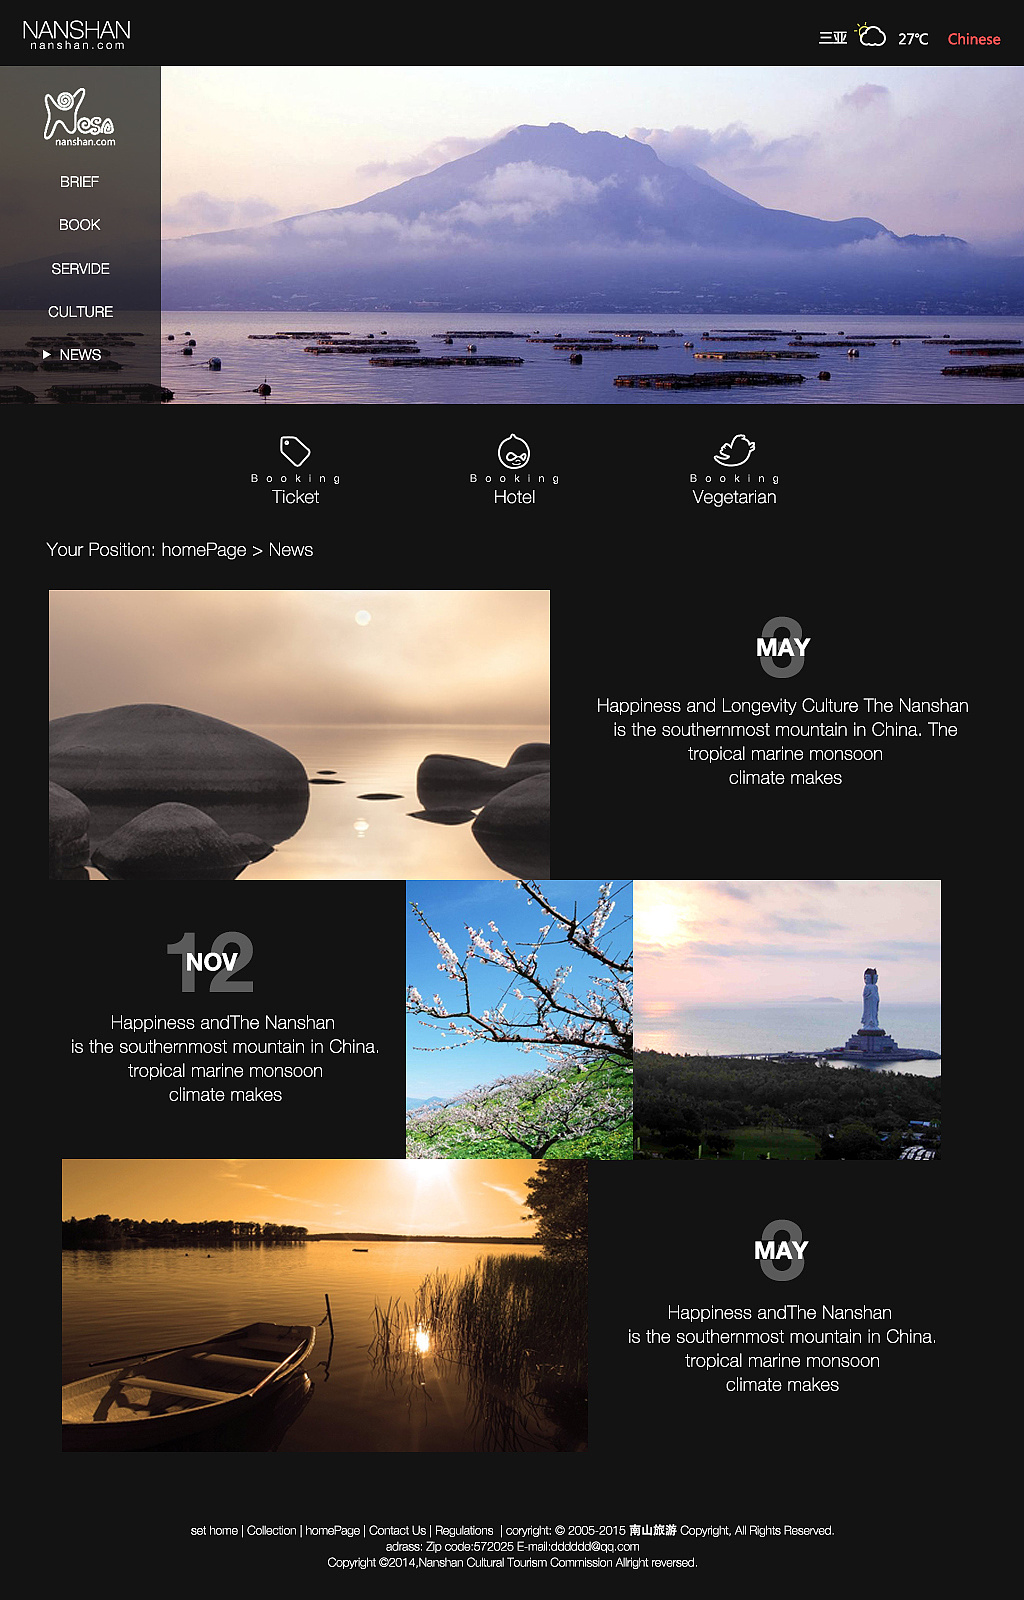 NANSHAN
nanshan.com
三亚 27℃ Chinese
Nesa
nanshan.com
BRIEF
BOOK
SERVIDE
CULTURE
NEWS
Booking
Ticket
Booking
Hotel
Booking
Vegetarian
Your Position: homePage > News
8
MAY
Happiness and Longevity Culture The Nanshan
is the southernmost mountain in China. The
tropical marine monsoon
climate makes
12
NOV
Happiness andThe Nanshan
is the southernmost mountain in China.
tropical marine monsoon
climate makes
8
MAY
Happiness andThe Nanshan
is the southernmost mountain in China.
tropical marine monsoon
climate makes
set home | Collection | homePage | Contact Us | Regulations | coryright: © 2005-2015 南山旅游 Copyright, All Rights Reserved.
adrass: Zip code:572025 E-mail:dddddd@qq.com
Copyright ©2014,Nanshan Cultural Tourism Commission Allright reversed.